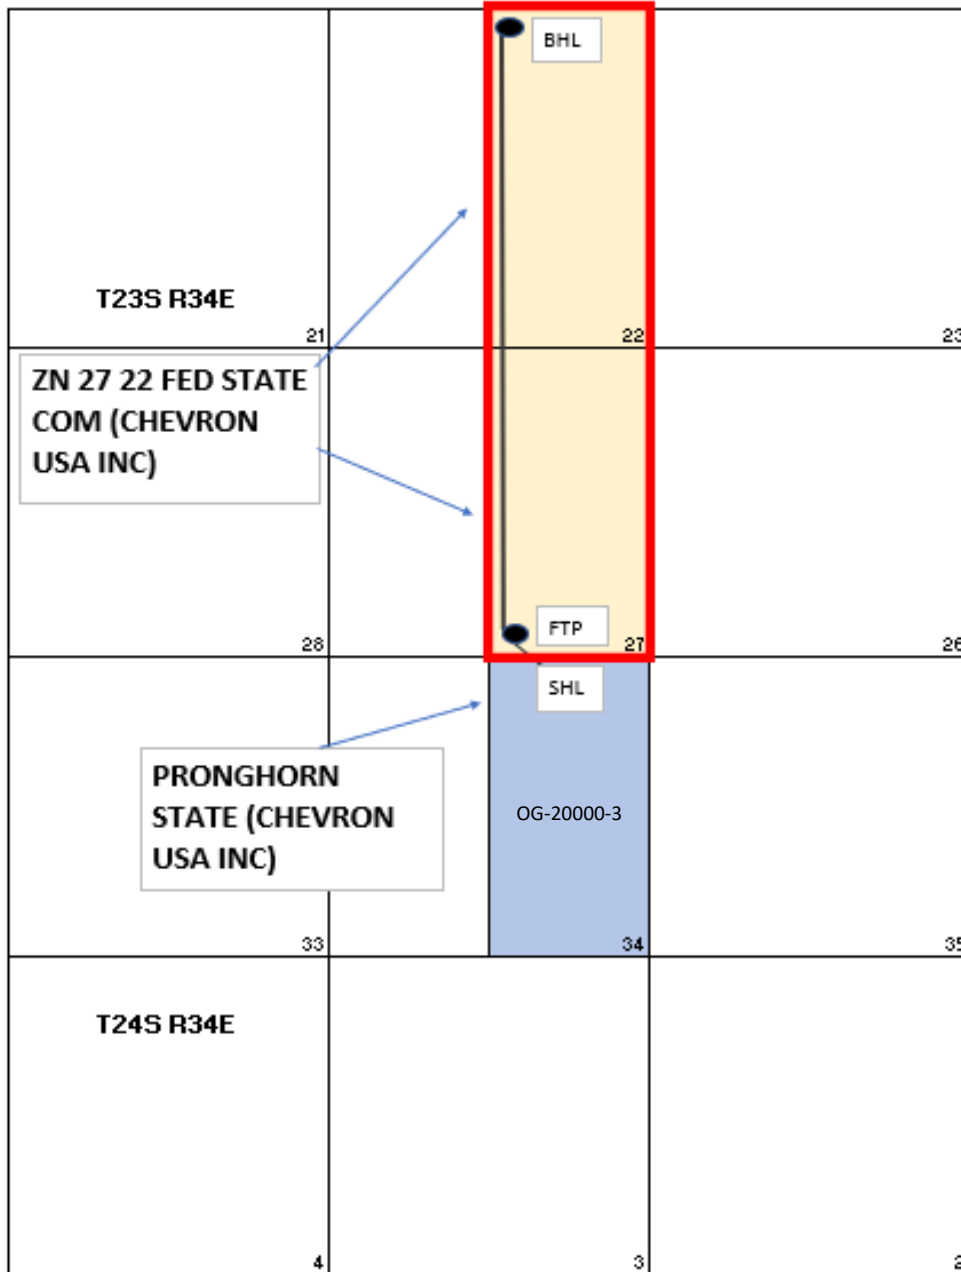 BHL
T23S R34E
21
22
23
ZN 27 22 FED STATE
COM (CHEVRON
USA INC)
FTP
28
27
26
SHL
PRONGHORN
STATE (CHEVRON
USA INC)
OG-20000-3
33
34
35
T24S R34E
4
3
2